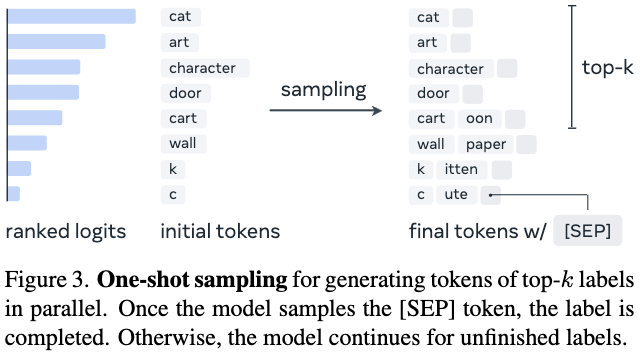 cat cat
art art
character character top-k
door sampling door
cart cart oon
wall wall paper
k k itten
c c ute
ranked logits initial tokens final tokens w/ [SEP]
Figure 3. One-shot sampling for generating tokens of top-k labels
in parallel. Once the model samples the [SEP] token, the label is
completed. Otherwise, the model continues for unfinished labels.